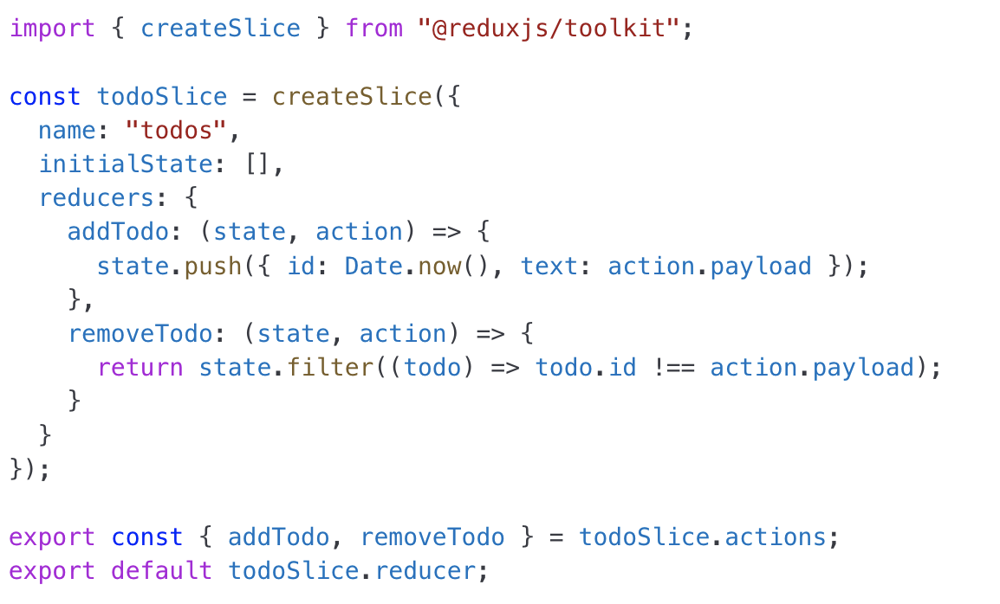 import { createSlice } from "@reduxjs/toolkit";

const todoSlice = createSlice({
  name: "todos",
  initialState: [],
  reducers: {
    addTodo: (state, action) => {
      state.push({ id: Date.now(), text: action.payload });
    },
    removeTodo: (state, action) => {
      return state.filter((todo) => todo.id !== action.payload);
    }
  }
});

export const { addTodo, removeTodo } = todoSlice.actions;
export default todoSlice.reducer;